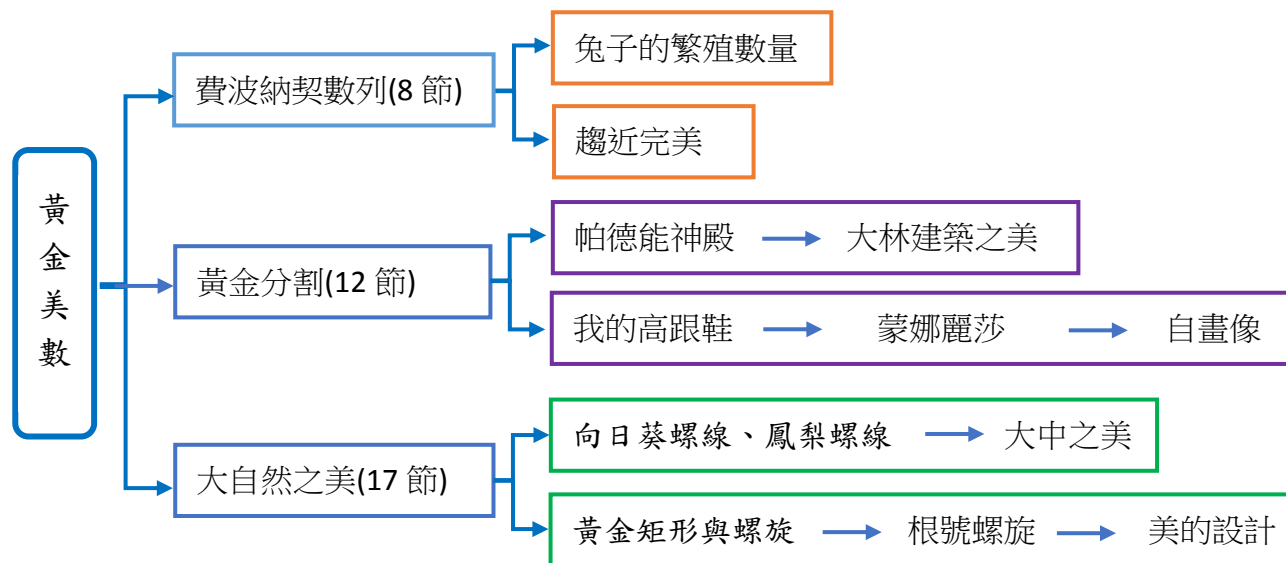 黃金美數
費波納契數列(8 節)
兔子的繁殖數量
趨近完美
黃金分割(12 節)
帕德能神殿 大林建築之美
我的高跟鞋 蒙娜麗莎 自畫像
大自然之美(17 節)
向日葵螺線、鳳梨螺線 大中之美
黃金矩形與螺旋 根號螺旋 美的設計